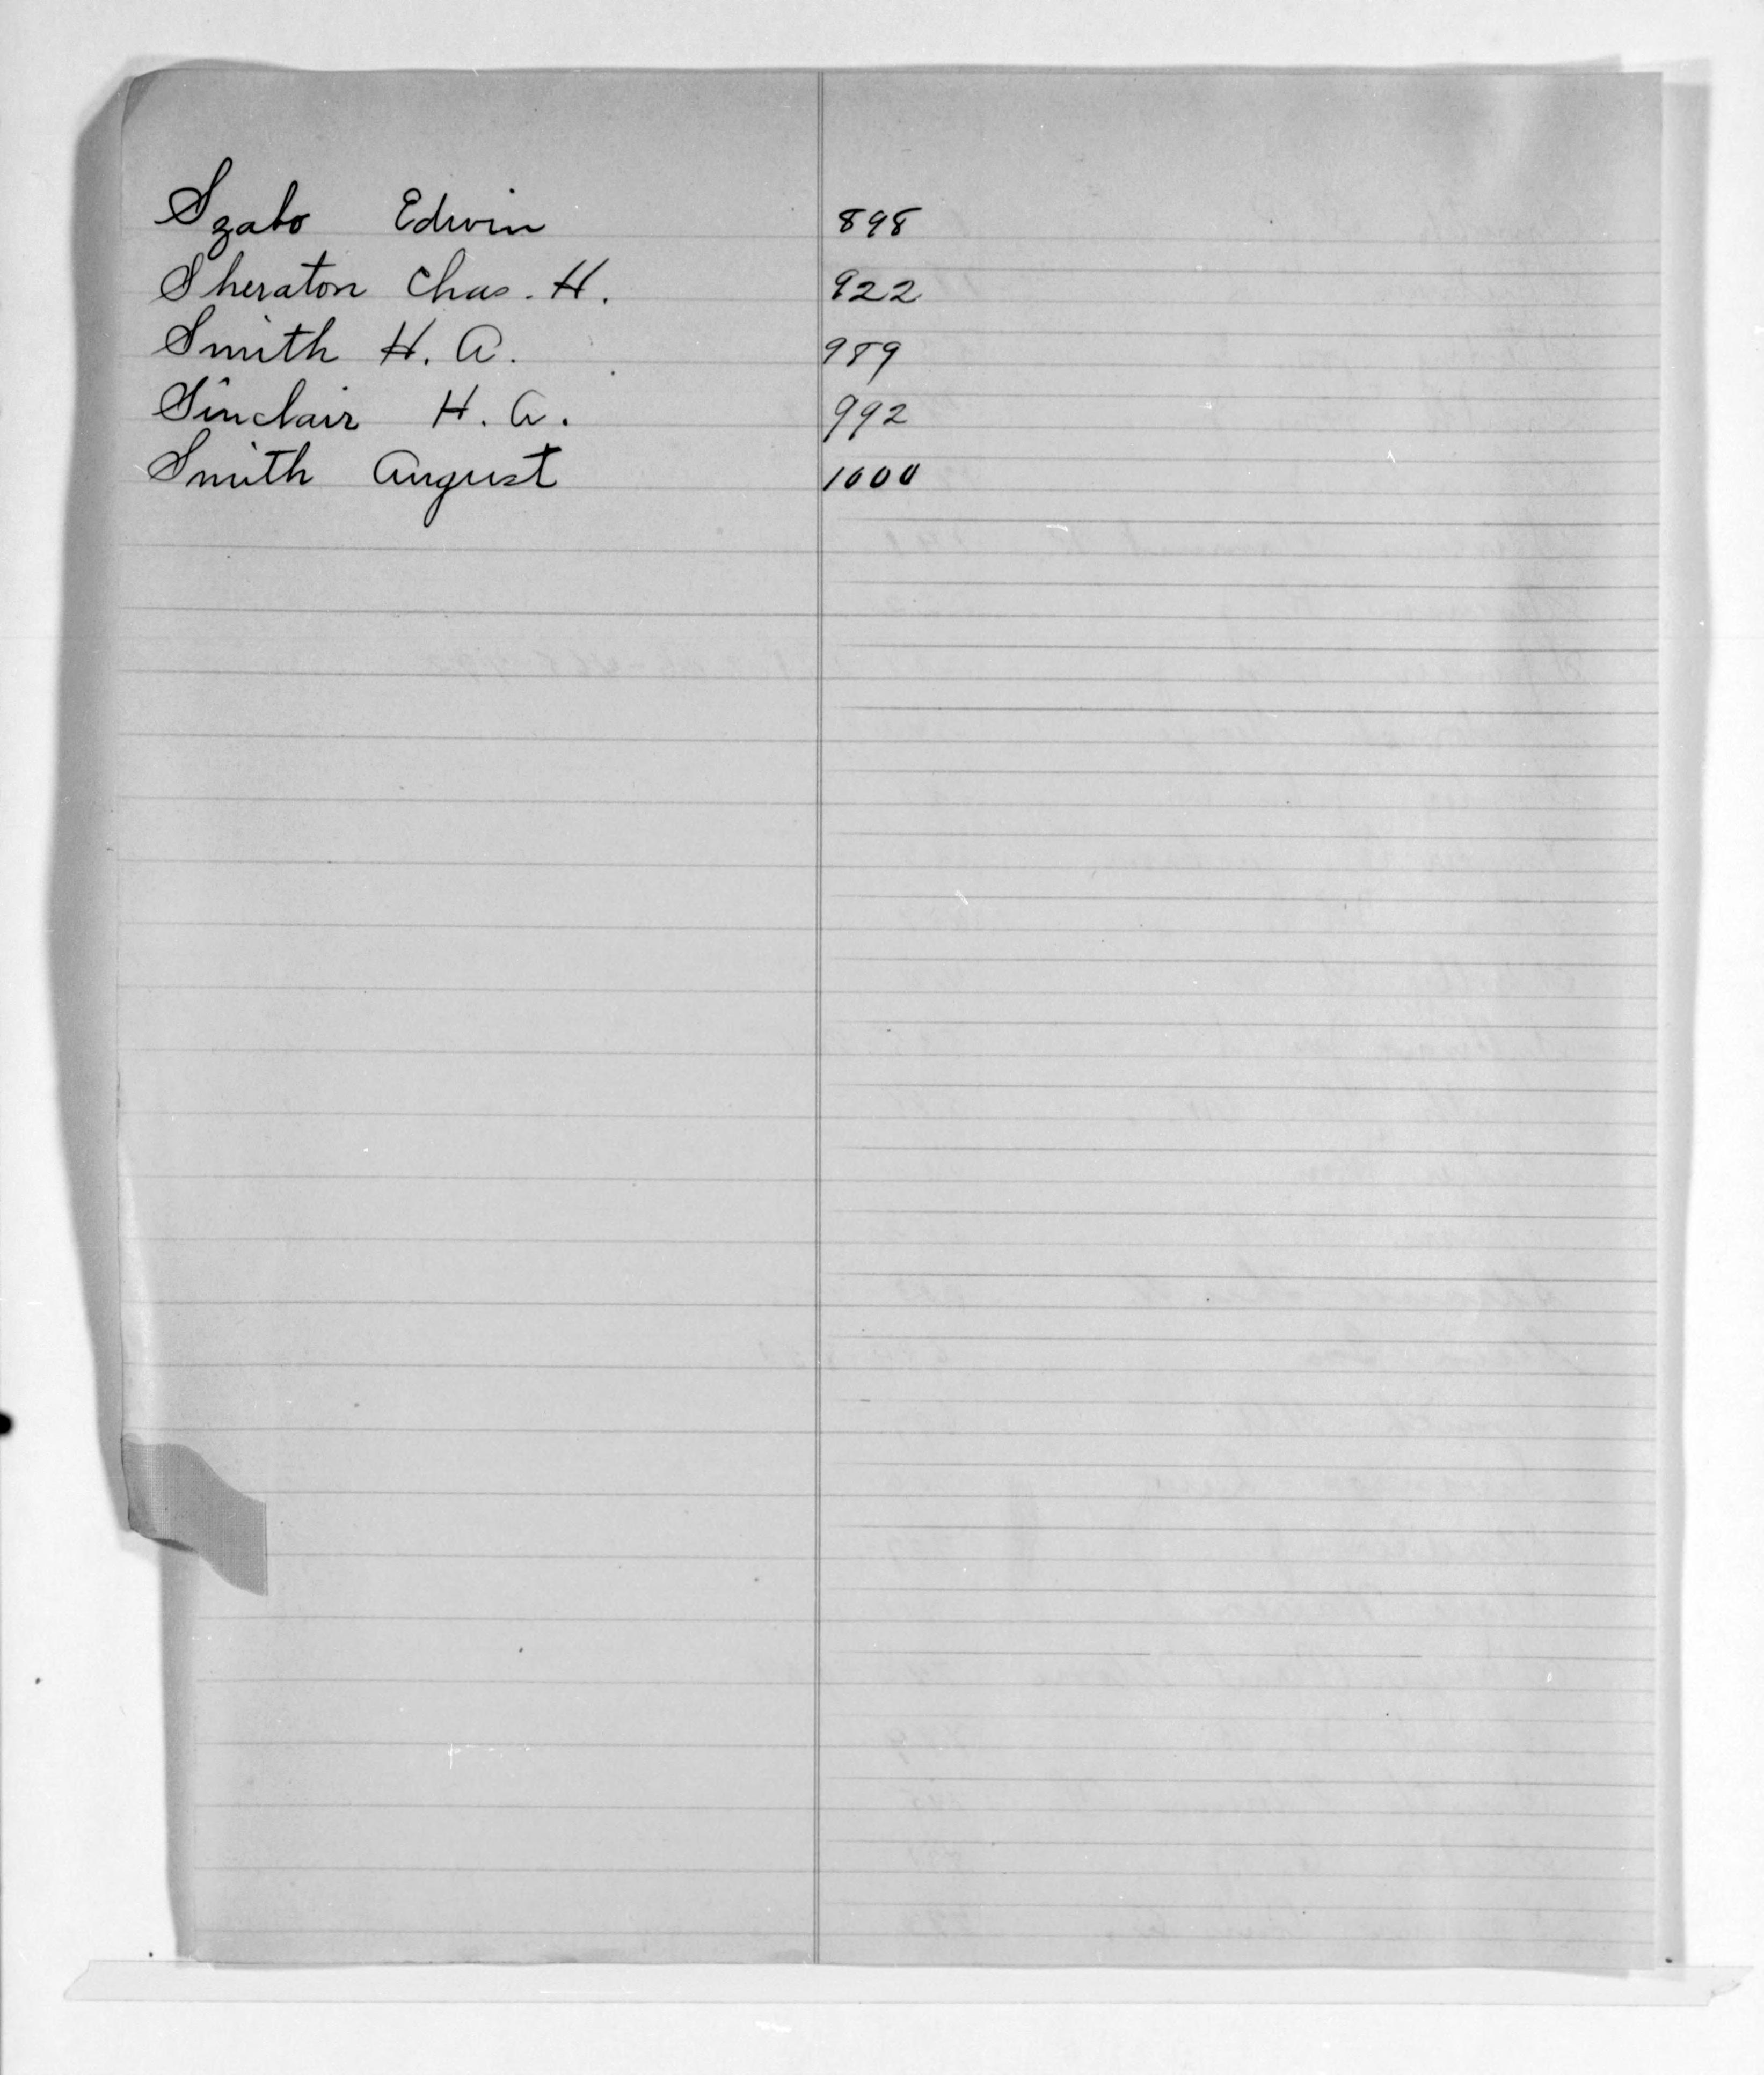 Szabo Edwin 898
Sheraton Chas. H. 922
Smith H. A. 989
Sinclair H. A. 992
Smith August 1000